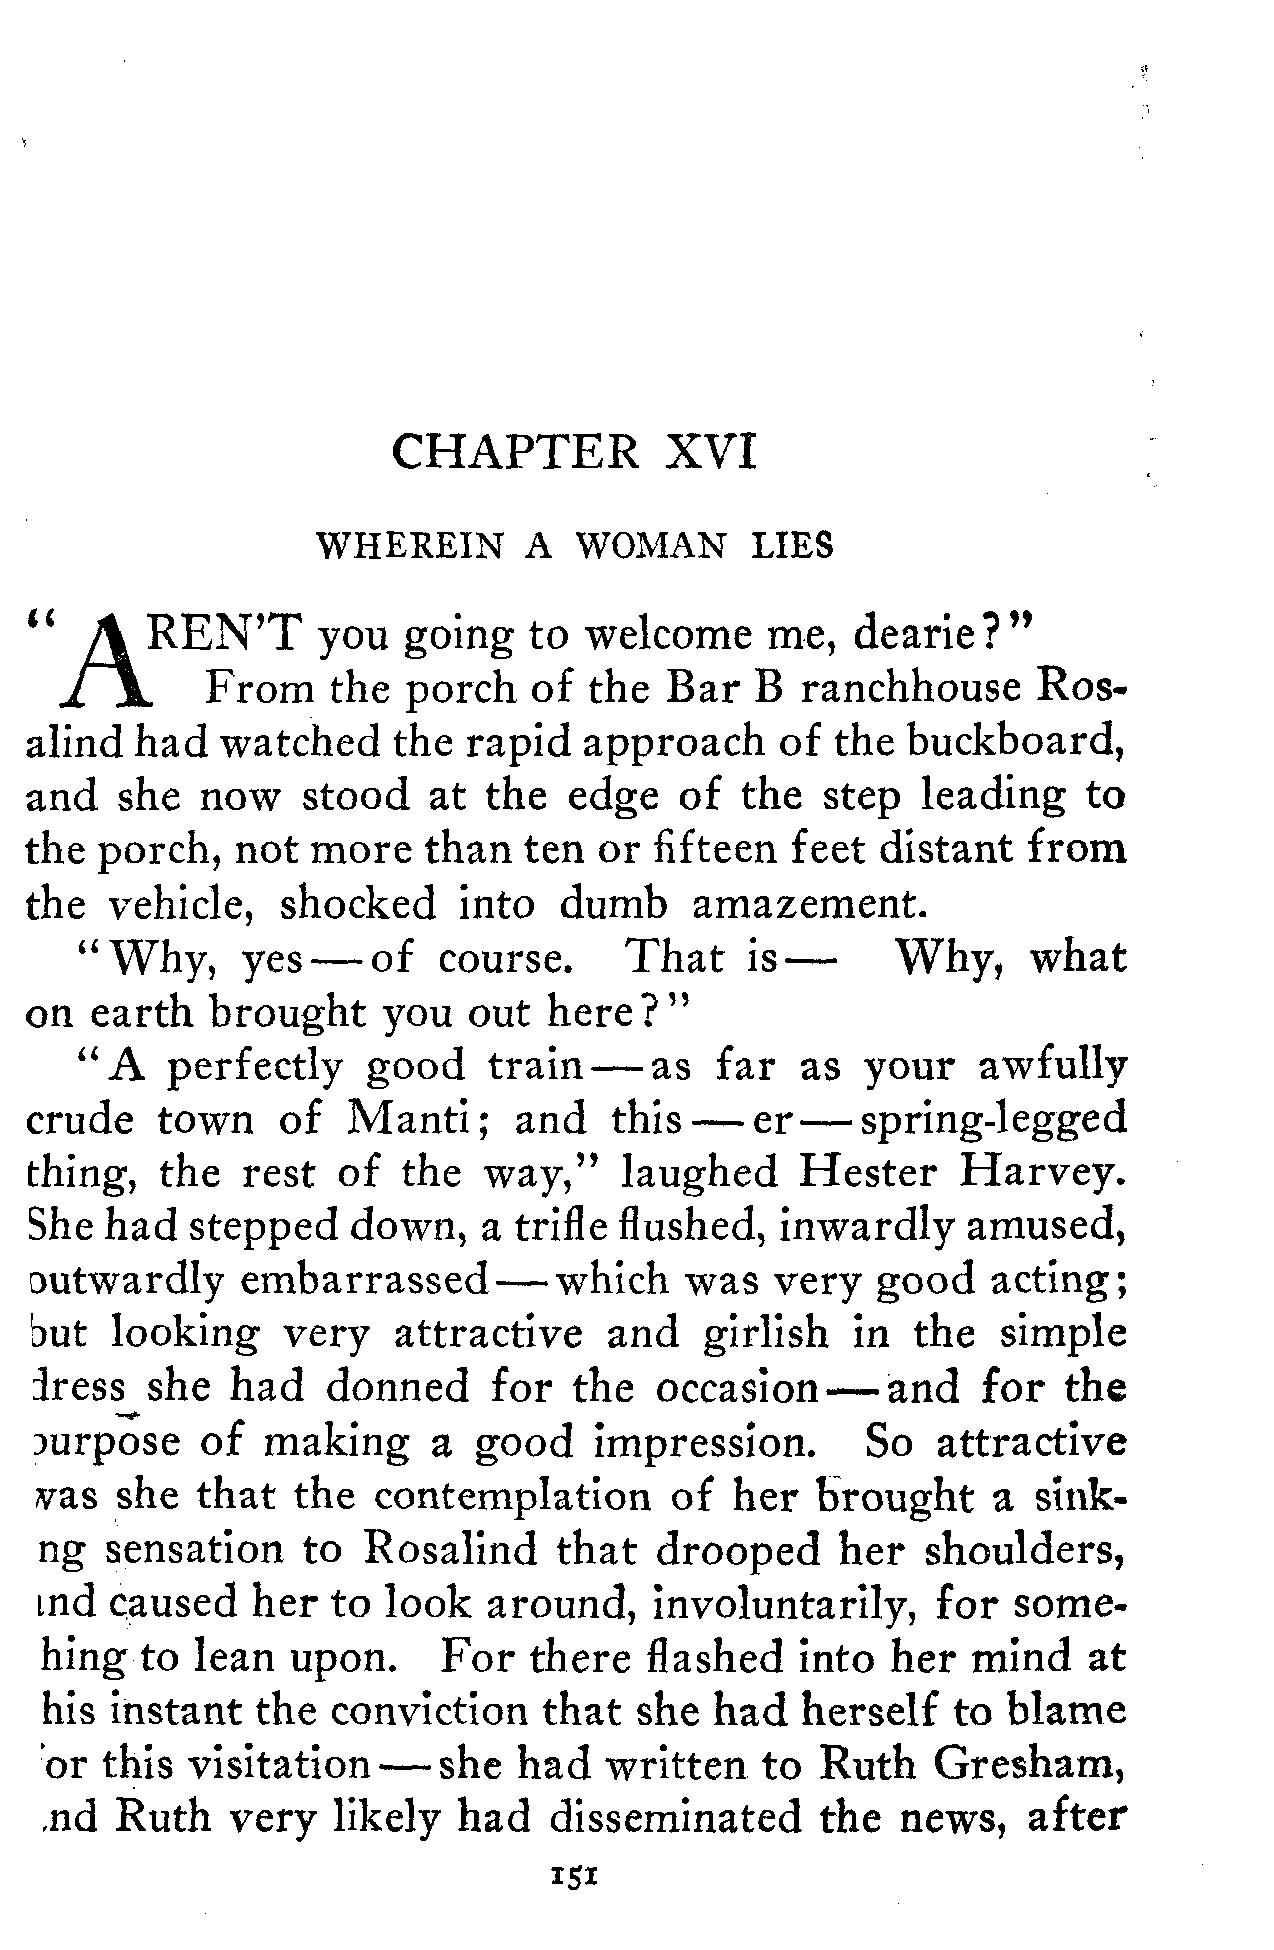 CHAPTER XVI
WHEREIN A WOMAN LIES
"AREN'T you going to welcome me, dearie?"
From the porch of the Bar B ranchhouse Ros-
alind had watched the rapid approach of the buckboard,
and she now stood at the edge of the step leading to
the porch, not more than ten or fifteen feet distant from
the vehicle, shocked into dumb amazement.
"Why, yes—of course. That is— Why, what
on earth brought you out here?"
"A perfectly good train—as far as your awfully
crude town of Manti; and this—er—spring-legged
thing, the rest of the way," laughed Hester Harvey.
She had stepped down, a trifle flushed, inwardly amused,
outwardly embarrassed—which was very good acting;
but looking very attractive and girlish in the simple
dress she had donned for the occasion—and for the
purpose of making a good impression. So attractive
was she that the contemplation of her brought a sink-
ng sensation to Rosalind that drooped her shoulders,
and caused her to look around, involuntarily, for some-
hing to lean upon. For there flashed into her mind at
his instant the conviction that she had herself to blame
for this visitation—she had written to Ruth Gresham,
nd Ruth very likely had disseminated the news, after
151